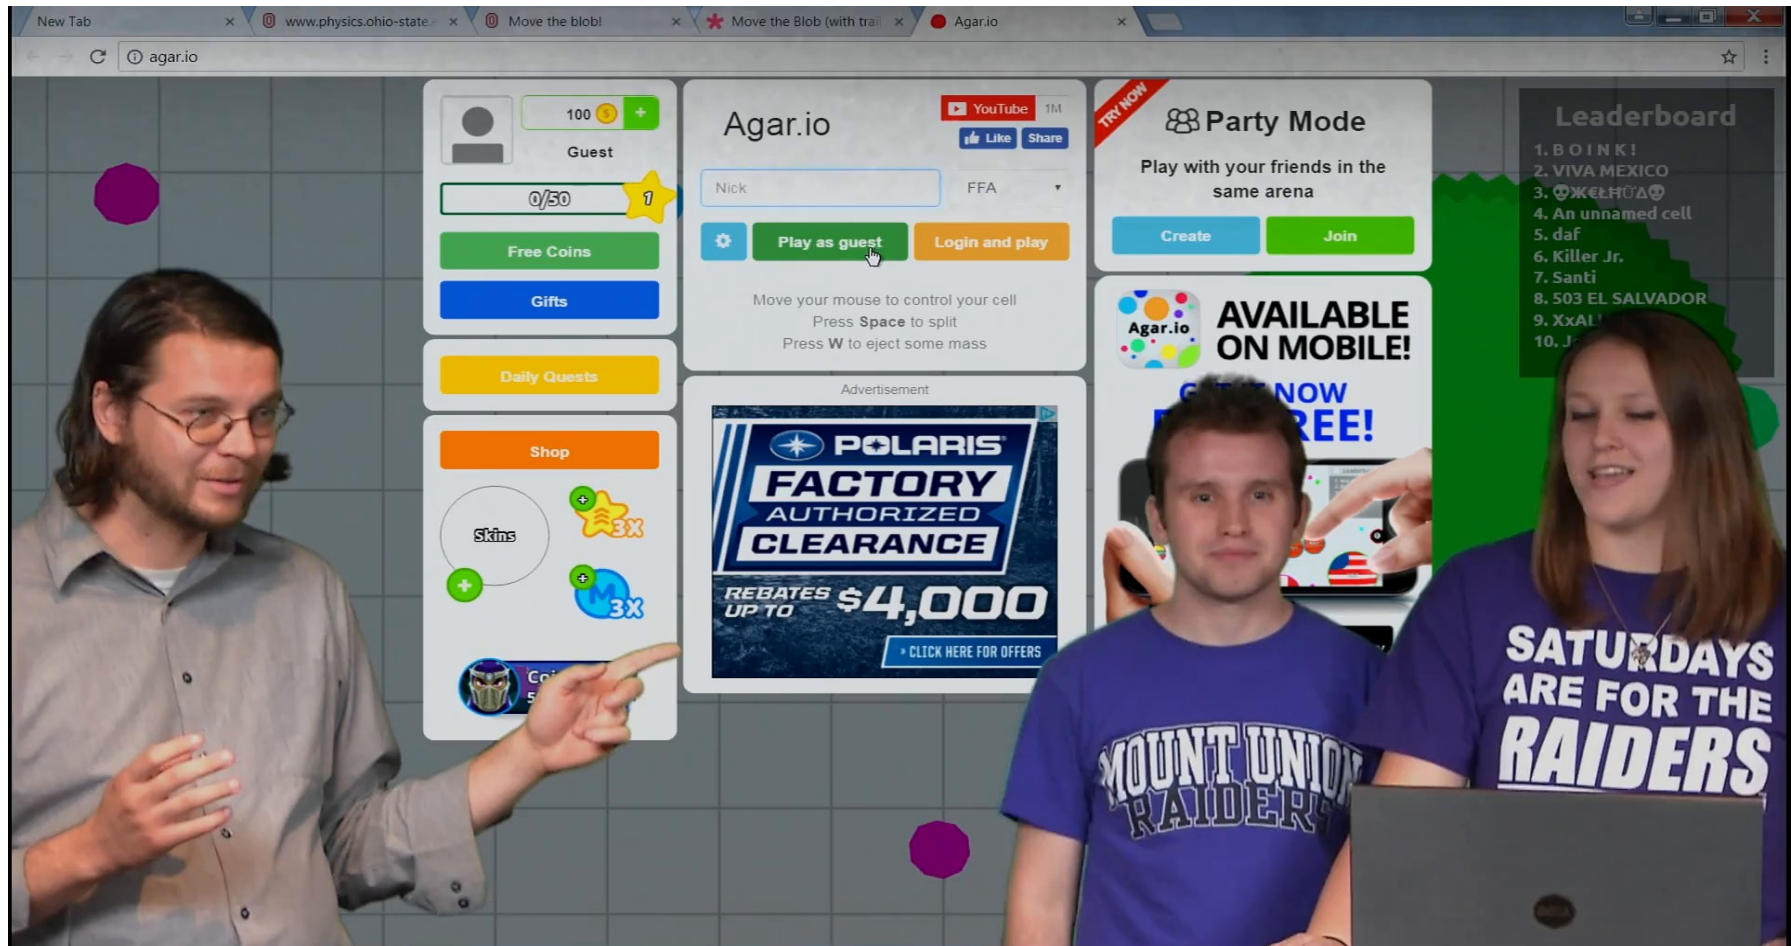 New Tab
www.physics.ohio-state.
Move the blob!
Move the Blob (with trail
Agar.io
agar.io
100
Guest
0/50
1
Free Coins
Gifts
Daily Quests
Shop
Skins
3X
M
3X
Agar.io
YouTube 1M
Like Share
Nick
FFA
Play as guest
Login and play
Move your mouse to control your cell
Press Space to split
Press W to eject some mass
Advertisement
POLARIS
FACTORY
AUTHORIZED
CLEARANCE
REBATES
UP TO $4,000
» CLICK HERE FOR OFFERS
TRY NOW
Party Mode
Play with your friends in the
same arena
Create
Join
Agar.io
AVAILABLE
ON MOBILE!
NOW
Leaderboard
1. B O I N K !
2. VIVA MEXICO
4. An unnamed cell
5. daf
6. Killer Jr.
7. Santi
8. 503 EL SALVADOR
9.
10.
MOUNT UNION
RAIDERS
SATURDAYS
ARE FOR THE
RAIDERS
DELL